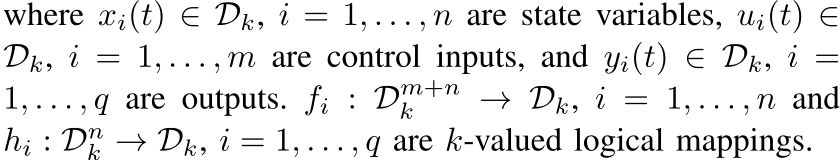 where $x_i(t) \in \mathcal{D}_k$, $i = 1, \ldots, n$ are state variables, $u_i(t) \in$
$\mathcal{D}_k$, $i = 1, \ldots, m$ are control inputs, and $y_i(t) \in \mathcal{D}_k$, $i =$
$1, \ldots, q$ are outputs. $f_i : \mathcal{D}_k^{m+n} \to \mathcal{D}_k$, $i = 1, \ldots, n$ and
$h_i : \mathcal{D}_k^n \to \mathcal{D}_k$, $i = 1, \ldots, q$ are $k$-valued logical mappings.